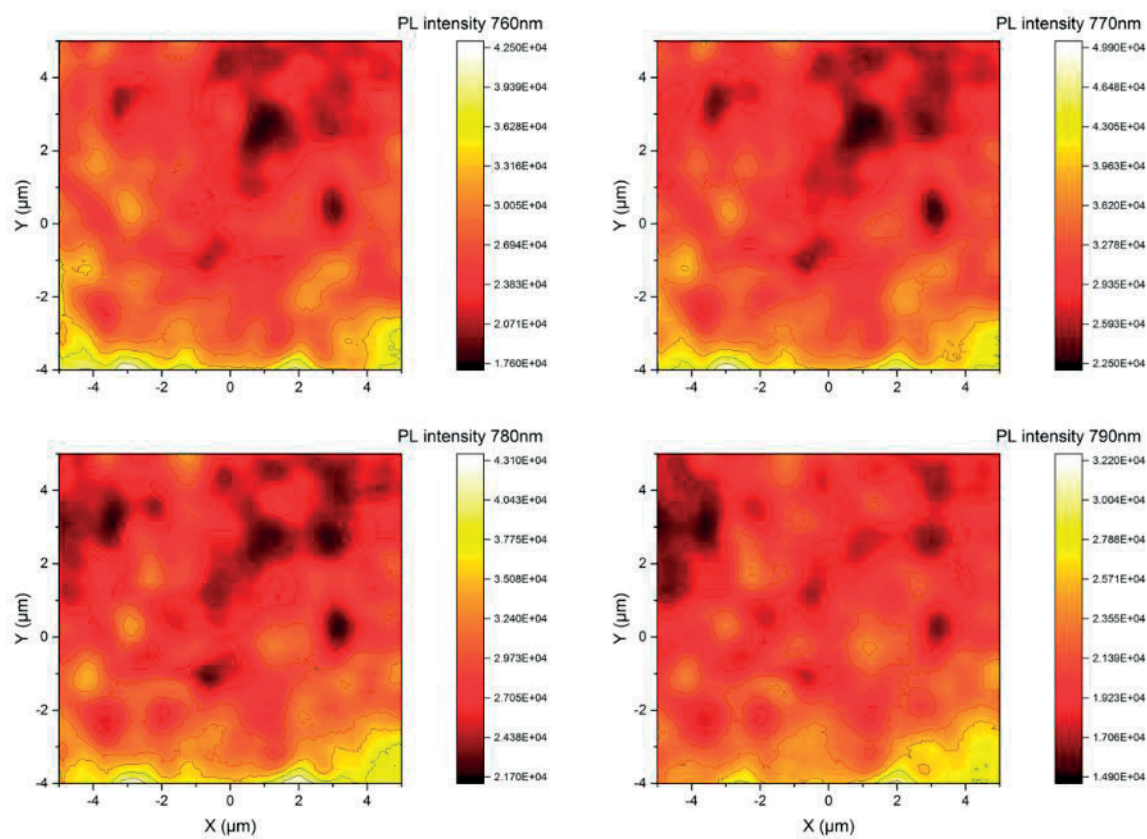 PL intensity 760nm
4.250E+04
3.939E+04
3.628E+04
3.316E+04
3.005E+04
2.694E+04
2.383E+04
2.071E+04
1.760E+04
Y (μm)
4
2
0
-2
-4
-4 -2 0 2 4
PL intensity 770nm
4.990E+04
4.648E+04
4.305E+04
3.963E+04
3.620E+04
3.278E+04
2.935E+04
2.593E+04
2.250E+04
Y (μm)
4
2
0
-2
-4
-4 -2 0 2 4
PL intensity 780nm
4.310E+04
4.043E+04
3.775E+04
3.508E+04
3.240E+04
2.973E+04
2.705E+04
2.438E+04
2.170E+04
Y (μm)
4
2
0
-2
-4
-4 -2 0 2 4
X (μm)
PL intensity 790nm
3.220E+04
3.004E+04
2.788E+04
2.571E+04
2.355E+04
2.139E+04
1.923E+04
1.706E+04
1.490E+04
Y (μm)
4
2
0
-2
-4
-4 -2 0 2 4
X (μm)